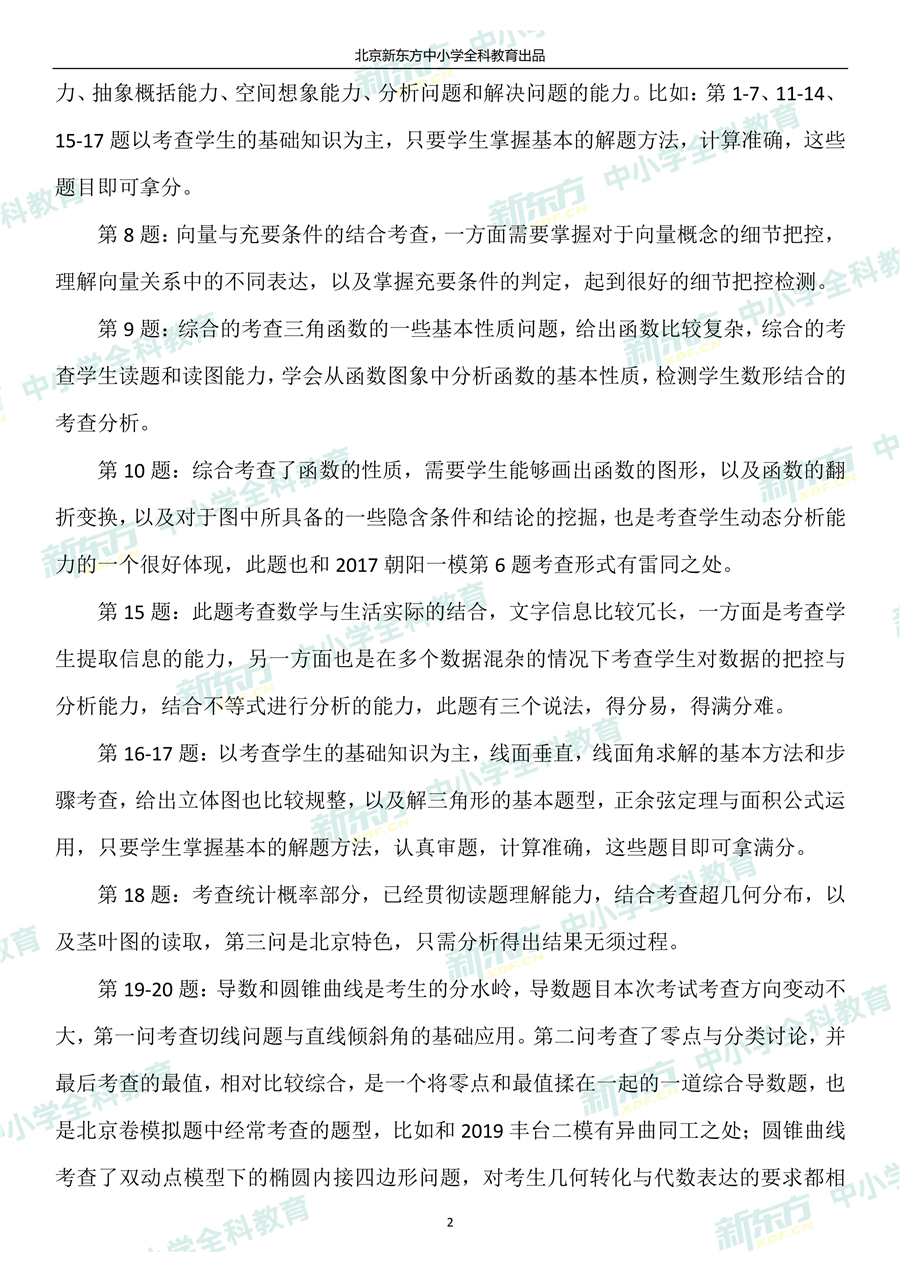 北京新东方中小学全科教育出品
力、抽象概括能力、空间想象能力、分析问题和解决问题的能力。比如：第 1-7、11-14、
15-17 题以考查学生的基础知识为主，只要学生掌握基本的解题方法，计算准确，这些
题目即可拿分。
第 8 题：向量与充要条件的结合考查，一方面需要掌握对于向量概念的细节把控，
理解向量关系中的不同表达，以及掌握充要条件的判定，起到很好的细节把控检测。
第 9 题：综合的考查三角函数的一些基本性质问题，给出函数比较复杂，综合的考
查学生读题和读图能力，学会从函数图象中分析函数的基本性质，检测学生数形结合的
考查分析。
第 10 题：综合考查了函数的性质，需要学生能够画出函数的图形，以及函数的翻
折变换，以及对于图中所具备的一些隐含条件和结论的挖掘，也是考查学生动态分析能
力的一个很好体现，此题也和 2017 朝阳一模第 6 题考查形式有雷同之处。
第 15 题：此题考查数学与生活实际的结合，文字信息比较冗长，一方面是考查学
生提取信息的能力，另一方面也是在多个数据混杂的情况下考查学生对数据的把控与
分析能力，结合不等式进行分析的能力，此题有三个说法，得分易，得满分难。
第 16-17 题：以考查学生的基础知识为主，线面垂直，线面角求解的基本方法和步
骤考查，给出立体图也比较规整，以及解三角形的基本题型，正余弦定理与面积公式运
用，只要学生掌握基本的解题方法，认真审题，计算准确，这些题目即可拿满分。
第 18 题：考查统计概率部分，已经贯彻读题理解能力，结合考查超几何分布，以
及茎叶图的读取，第三问是北京特色，只需分析得出结果无须过程。
第 19-20 题：导数和圆锥曲线是考生的分水岭，导数题目本次考试考查方向变动不
大，第一问考查切线问题与直线倾斜角的基础应用。第二问考查了零点与分类讨论，并
最后考查的最值，相对比较综合，是一个将零点和最值揉在一起的一道综合导数题，也
是北京卷模拟题中经常考查的题型，比如和 2019 丰台二模有异曲同工之处；圆锥曲线
考查了双动点模型下的椭圆内接四边形问题，对考生几何转化与代数表达的要求都相
2